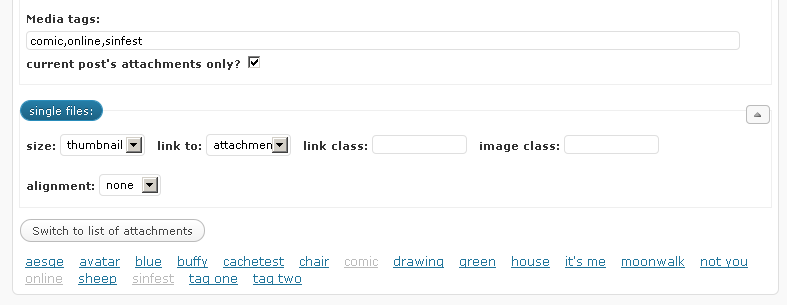 Media tags:
comic,online,sinfest
current post's attachments only?
single files:
size: thumbnail link to: attachmen link class: image class:
alignment: none
Switch to list of attachments
aesqe avatar blue buffy cachetest chair comic drawing green house it's me moonwalk not you
online sheep sinfest tag one tag two